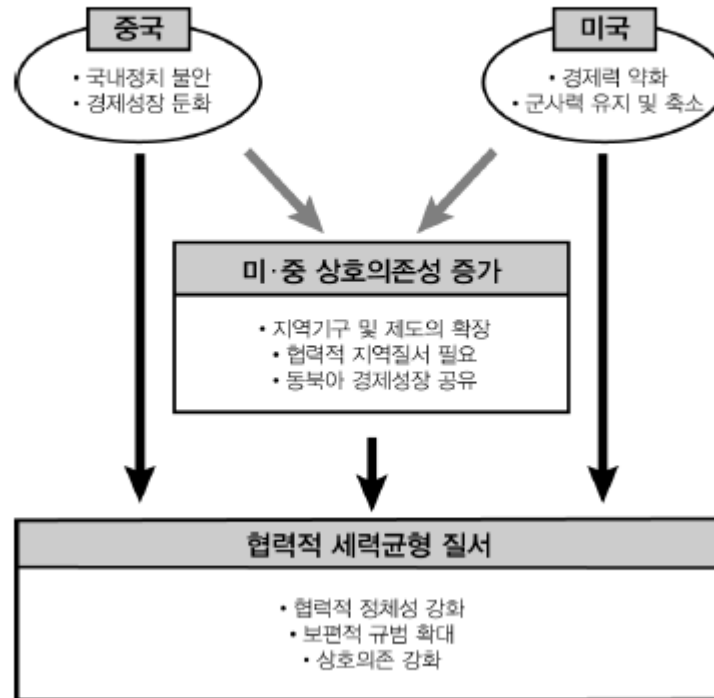 중국
• 국내정치 불안
• 경제성장 둔화
미국
• 경제력 약화
• 군사력 유지 및 축소
미·중 상호의존성 증가
• 지역기구 및 제도의 확장
• 협력적 지역질서 필요
• 동북아 경제성장 공유
협력적 세력균형 질서
• 협력적 정체성 강화
• 보편적 규범 확대
• 상호의존 강화